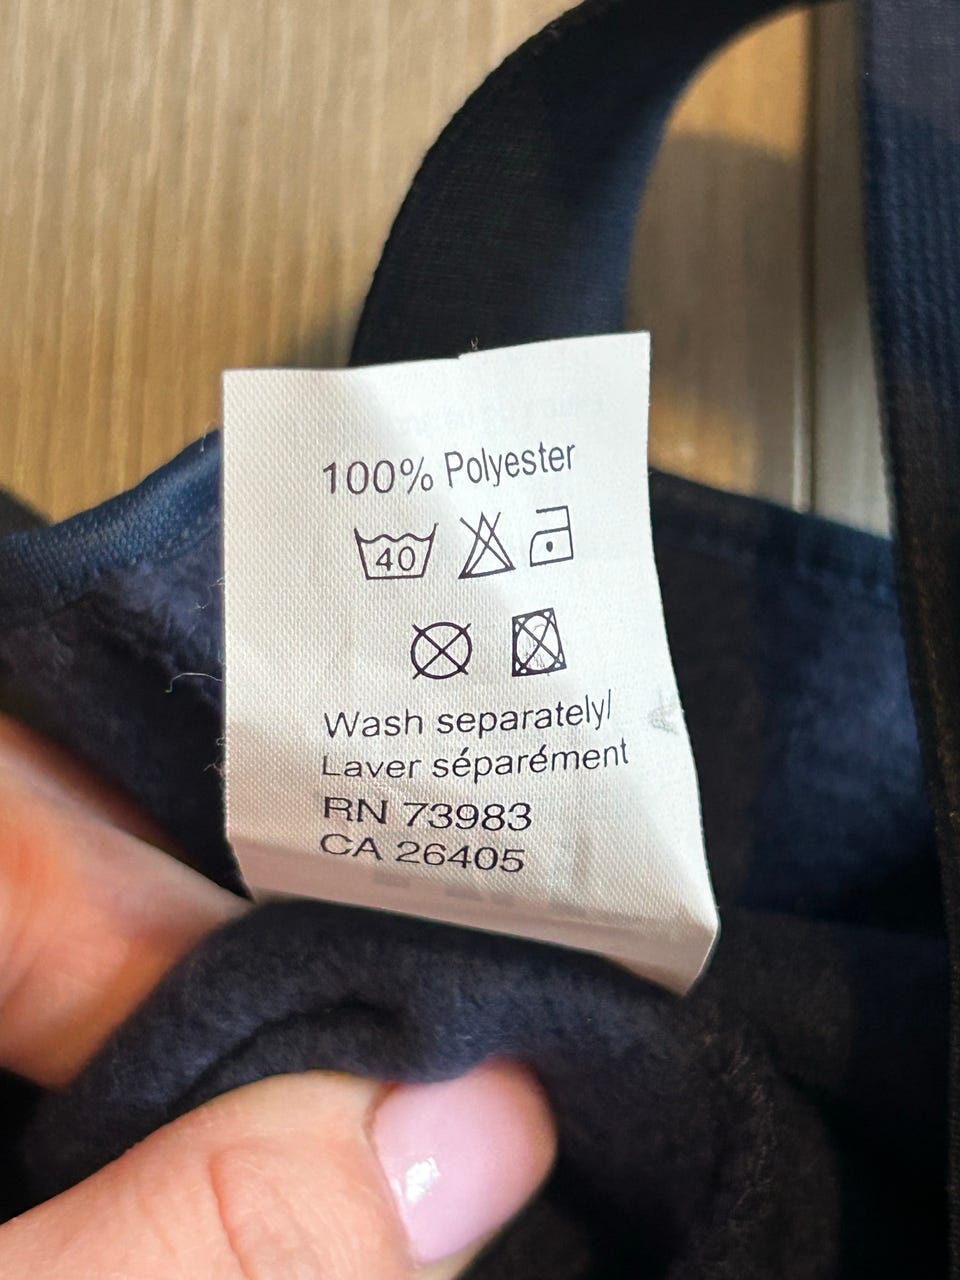 100% Polyester
40
Wash separately/
Laver séparément
RN 73983
CA 26405